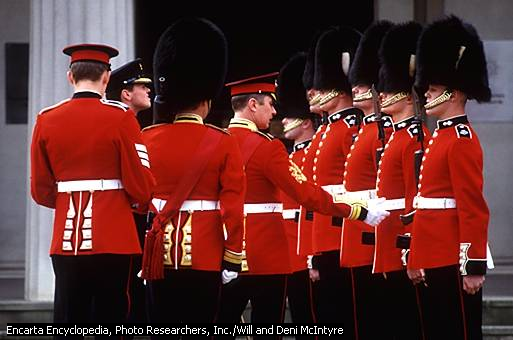 Encarta Encyclopedia, Photo Researchers, Inc./Will and Deni McIntyre